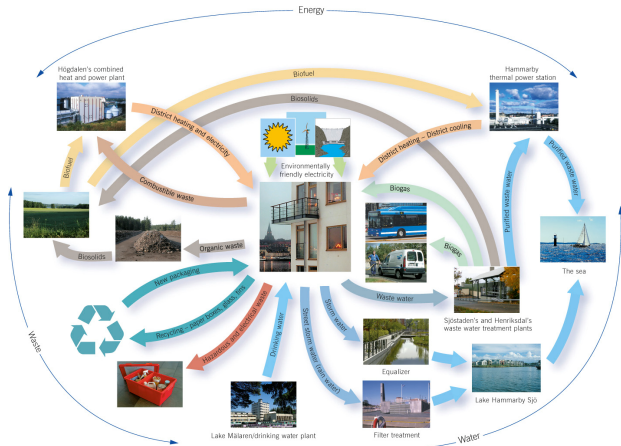 Energy
Högdalen's combined
heat and power plant
Hammarby
thermal power station
Biofuel
Biosolids
District heating and electricity
District heating – District cooling
Environmentally
friendly electricity
Combustible waste
Biofuel
Purified waste water
Purified waste water
Biogas
Biogas
Organic waste
Biosolids
The sea
New packaging
Waste water
Sjöstaden's and Henriksdal's
waste water treatment plants
Recycling – paper boxes, glass, tins
Hazardous and electrical waste
Drinking water
Storm water
Street storm water (rain water)
Equalizer
Lake Hammarby Sjö
Filter treatment
Lake Mälaren/drinking water plant
Waste
Water